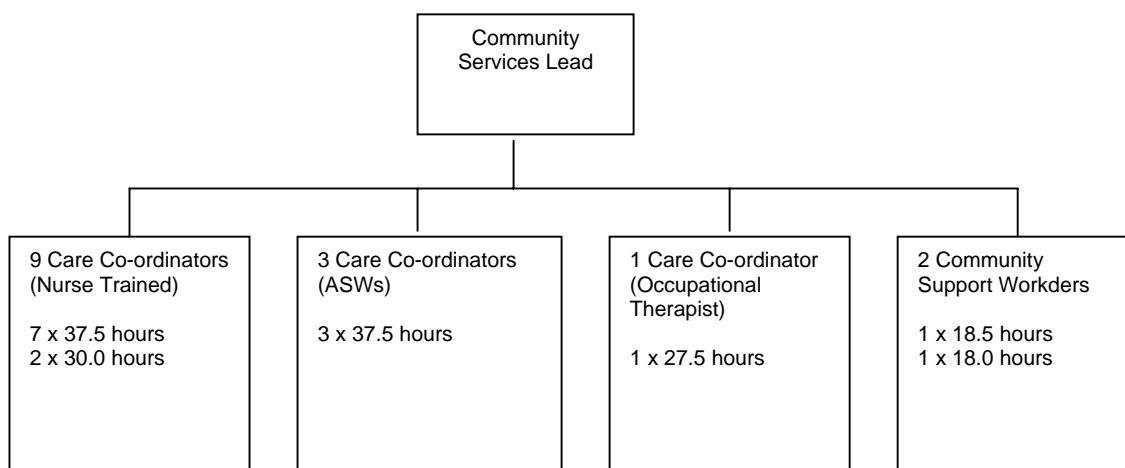 Community
Services Lead
9 Care Co-ordinators
(Nurse Trained)
7 x 37.5 hours
2 x 30.0 hours
3 Care Co-ordinators
(ASWs)
3 x 37.5 hours
1 Care Co-ordinator
(Occupational
Therapist)
1 x 27.5 hours
2 Community
Support Workders
1 x 18.5 hours
1 x 18.0 hours